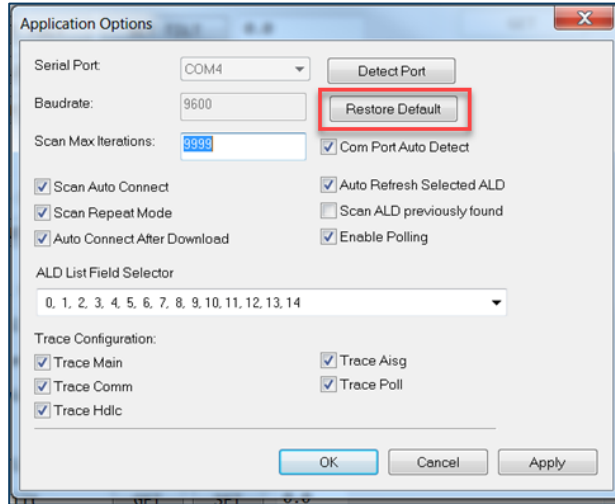 Application Options
Serial Port:
COM4
Detect Port
Baudrate:
9600
Restore Default
Scan Max Iterations:
9999
Com Port Auto Detect
Scan Auto Connect
Auto Refresh Selected ALD
Scan Repeat Mode
Scan ALD previously found
Auto Connect After Download
Enable Polling
ALD List Field Selector
0, 1, 2, 3, 4, 5, 6, 7, 8, 9, 10, 11, 12, 13, 14
Trace Configuration:
Trace Main
Trace Aisg
Trace Comm
Trace Poll
Trace Hdlc
OK
Cancel
Apply